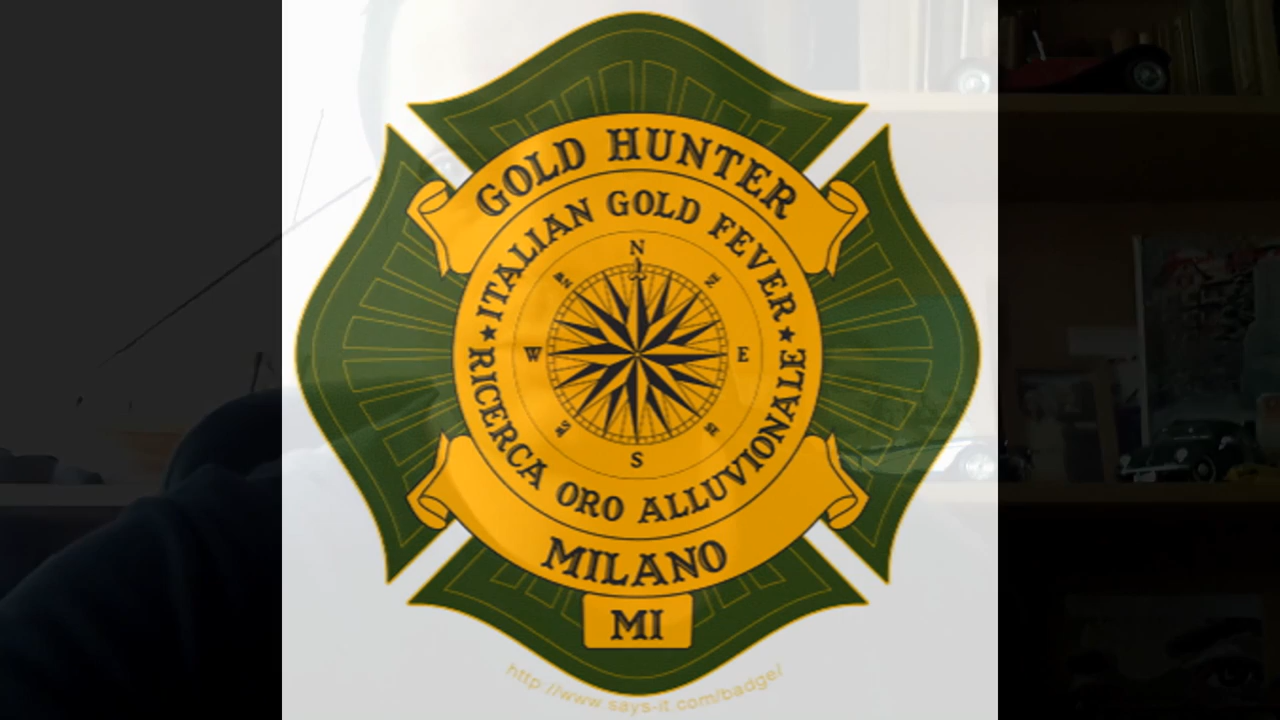 GOLD HUNTER
ITALIAN GOLD FEVER
N
W
E
S
★ RICERCA ORO ALLUVIONALE ★
MILANO
MI
http://www.says-it.com/badge/